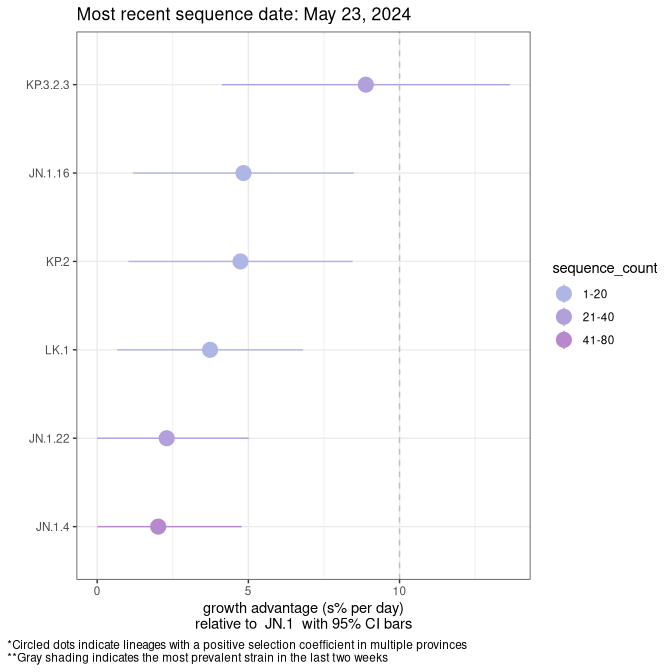 Most recent sequence date: May 23, 2024
KP.3.2.3
JN.1.16
KP.2
LK.1
JN.1.22
JN.1.4
0
5
10
growth advantage (s% per day)
relative to JN.1 with 95% CI bars
sequence_count
1-20
21-40
41-80
*Circled dots indicate lineages with a positive selection coefficient in multiple provinces
**Gray shading indicates the most prevalent strain in the last two weeks